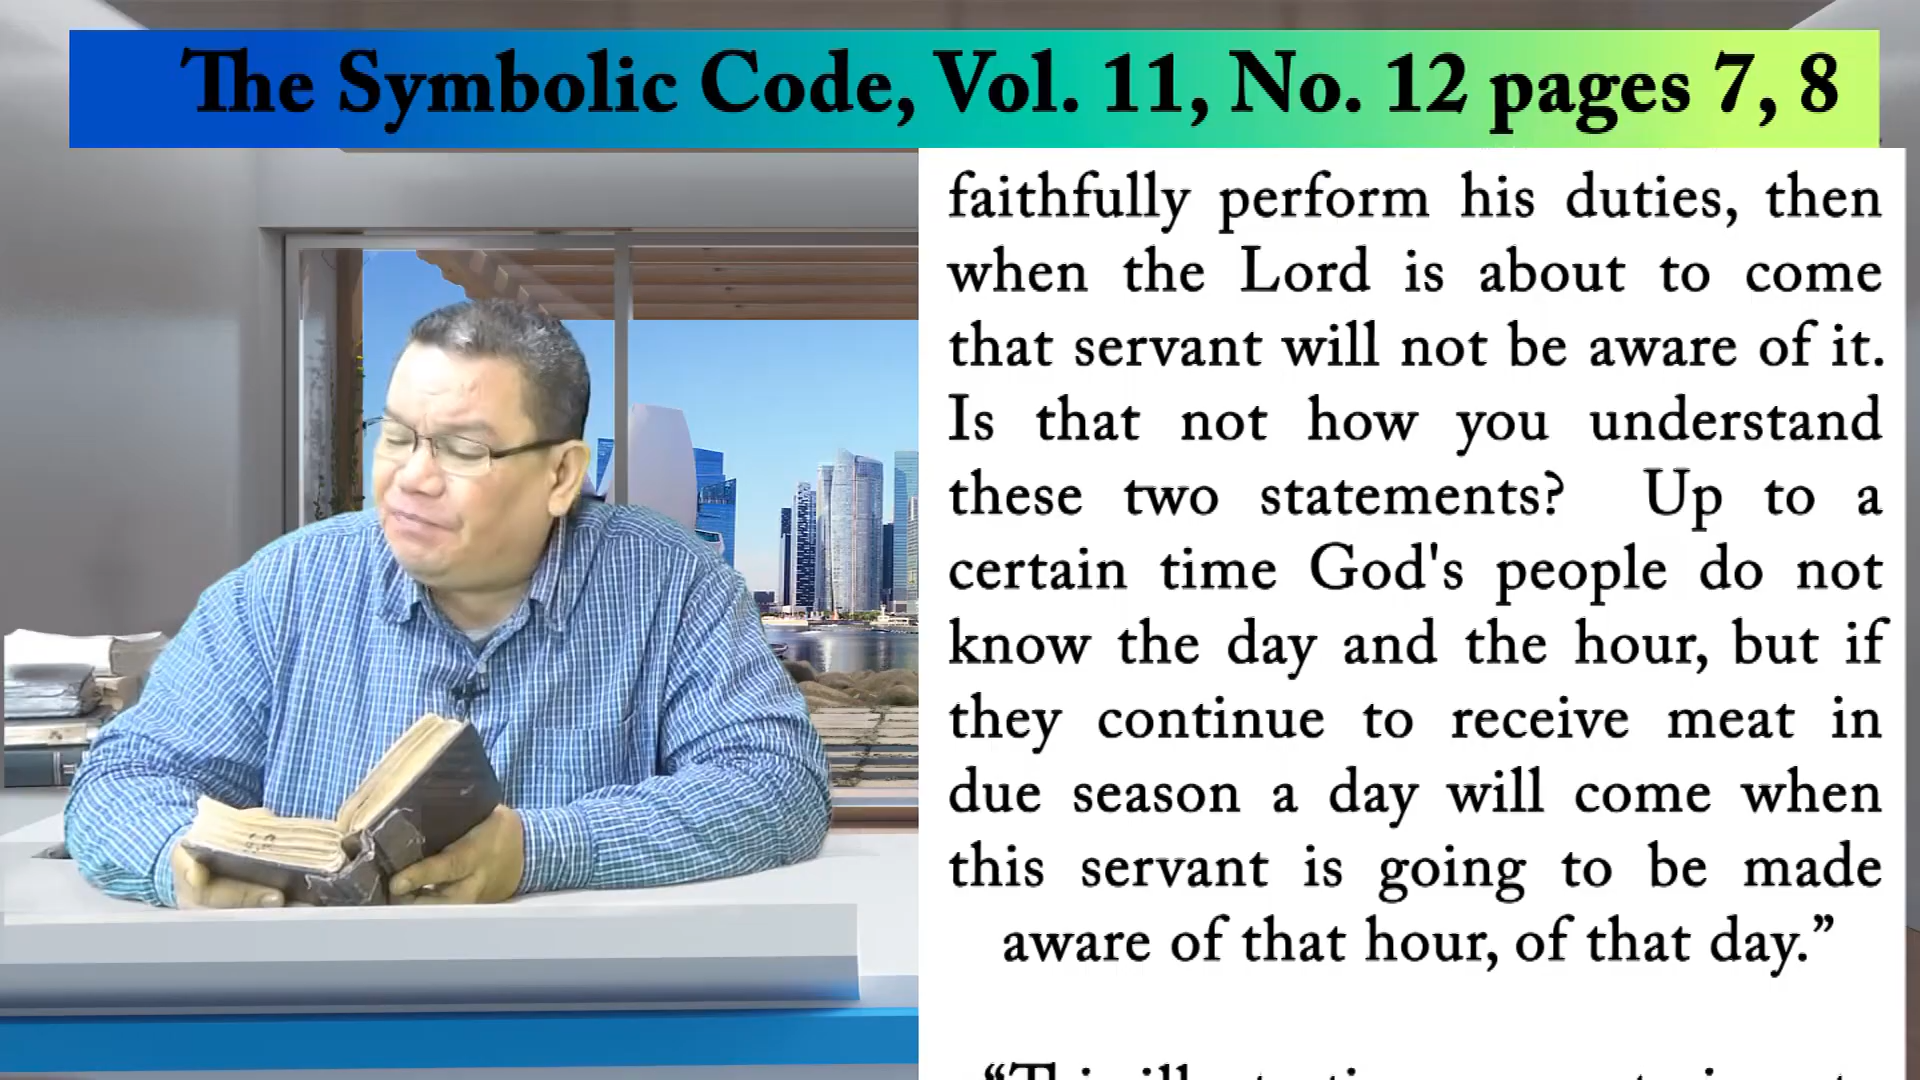 The Symbolic Code, Vol. 11, No. 12 pages 7, 8
faithfully perform his duties, then
when the Lord is about to come
that servant will not be aware of it.
Is that not how you understand
these two statements? Up to a
certain time God's people do not
know the day and the hour, but if
they continue to receive meat in
due season a day will come when
this servant is going to be made
aware of that hour, of that day.”